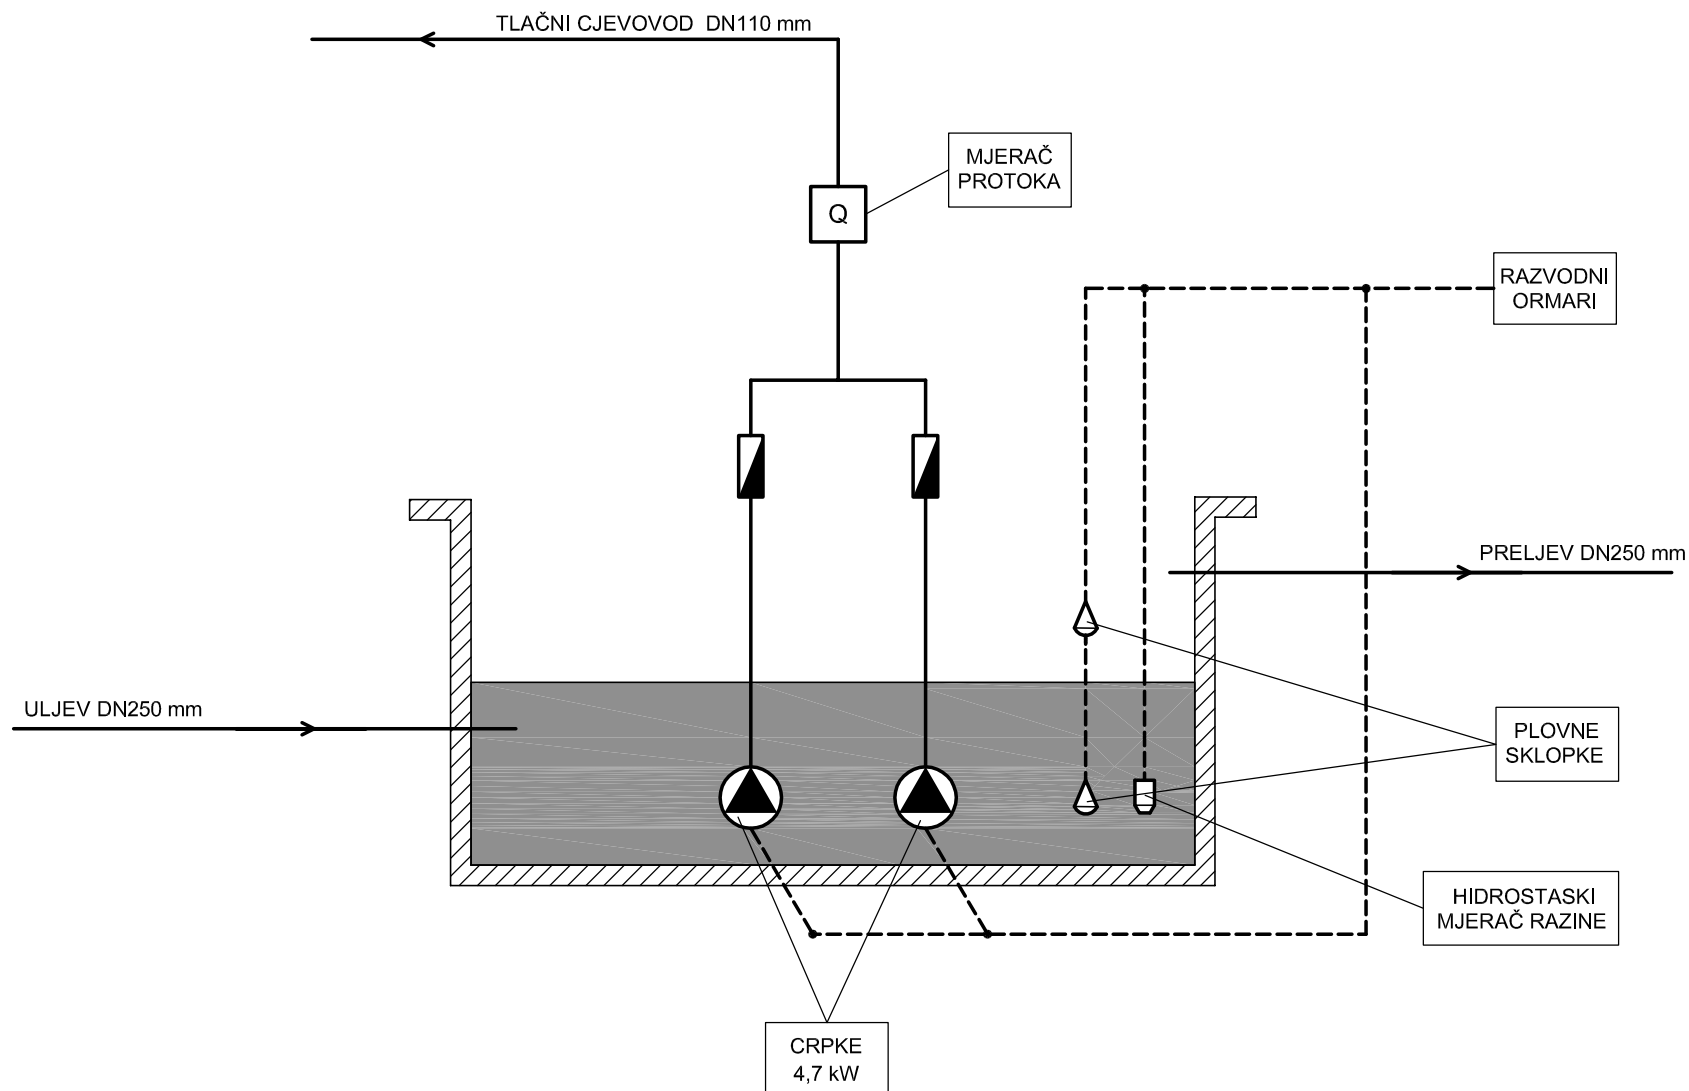 TLAČNI CJEVOVOD DN110 mm
MJERAČ
PROTOKA
Q
RAZVODNI
ORMARI
PRELJEV DN250 mm
ULJEV DN250 mm
PLOVNE
SKLOPKE
HIDROSTASKI
MJERAČ RAZINE
CRPKE
4,7 kW